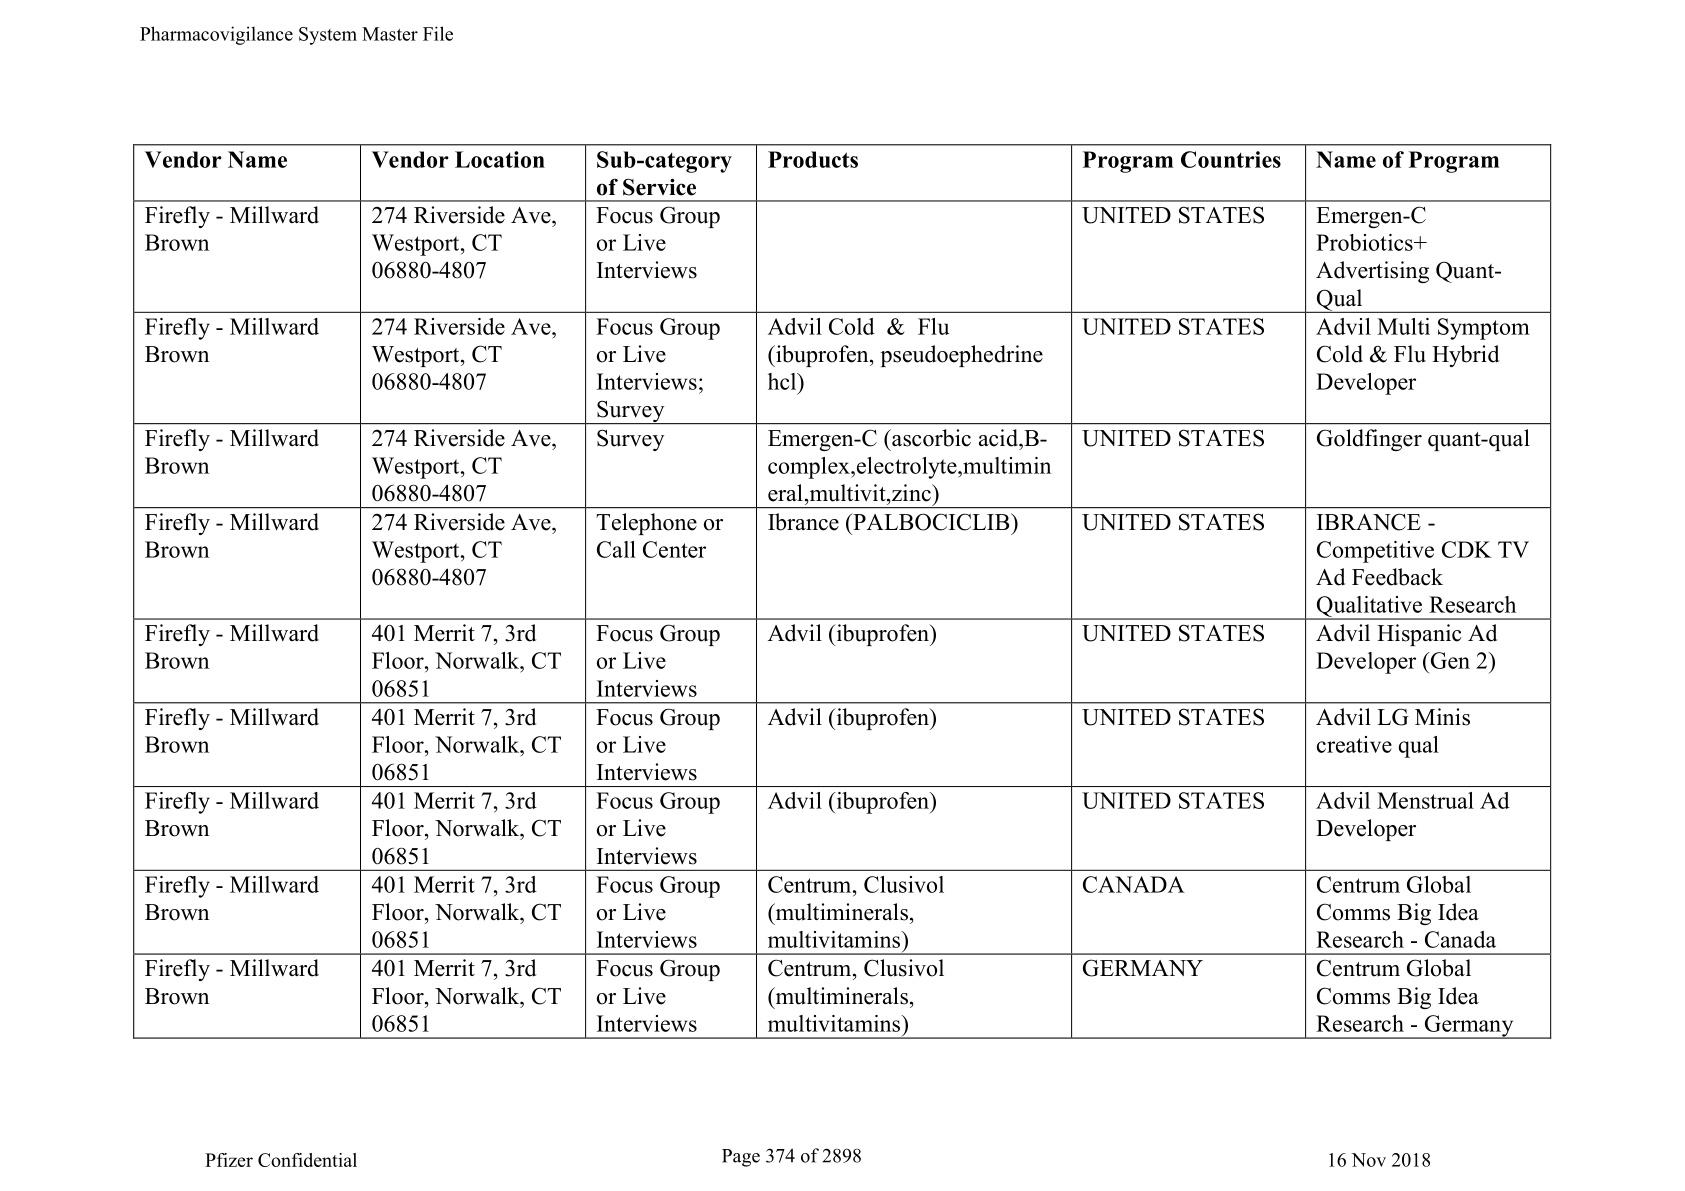 Pharmacovigilance System Master File
Vendor Name
Vendor Location
Sub-category
of Service
Products
Program Countries
Name of Program
Firefly - Millward
Brown
274 Riverside Ave,
Westport, CT
06880-4807
Focus Group
or Live
Interviews
UNITED STATES
Emergen-C
Probiotics+
Advertising Quant-
Qual
Firefly - Millward
Brown
274 Riverside Ave,
Westport, CT
06880-4807
Focus Group
or Live
Interviews;
Survey
Advil Cold & Flu
(ibuprofen, pseudoephedrine
hcl)
UNITED STATES
Advil Multi Symptom
Cold & Flu Hybrid
Developer
Firefly - Millward
Brown
274 Riverside Ave,
Westport, CT
06880-4807
Survey
Emergen-C (ascorbic acid,B-
complex,electrolyte,multimin
eral,multivit,zinc)
UNITED STATES
Goldfinger quant-qual
Firefly - Millward
Brown
274 Riverside Ave,
Westport, CT
06880-4807
Telephone or
Call Center
Ibrance (PALBOCICLIB)
UNITED STATES
IBRANCE -
Competitive CDK TV
Ad Feedback
Qualitative Research
Firefly - Millward
Brown
401 Merrit 7, 3rd
Floor, Norwalk, CT
06851
Focus Group
or Live
Interviews
Advil (ibuprofen)
UNITED STATES
Advil Hispanic Ad
Developer (Gen 2)
Firefly - Millward
Brown
401 Merrit 7, 3rd
Floor, Norwalk, CT
06851
Focus Group
or Live
Interviews
Advil (ibuprofen)
UNITED STATES
Advil LG Minis
creative qual
Firefly - Millward
Brown
401 Merrit 7, 3rd
Floor, Norwalk, CT
06851
Focus Group
or Live
Interviews
Advil (ibuprofen)
UNITED STATES
Advil Menstrual Ad
Developer
Firefly - Millward
Brown
401 Merrit 7, 3rd
Floor, Norwalk, CT
06851
Focus Group
or Live
Interviews
Centrum, Clusivol
(multiminerals,
multivitamins)
CANADA
Centrum Global
Comms Big Idea
Research - Canada
Firefly - Millward
Brown
401 Merrit 7, 3rd
Floor, Norwalk, CT
06851
Focus Group
or Live
Interviews
Centrum, Clusivol
(multiminerals,
multivitamins)
GERMANY
Centrum Global
Comms Big Idea
Research - Germany
Pfizer Confidential
Page 374 of 2898
16 Nov 2018